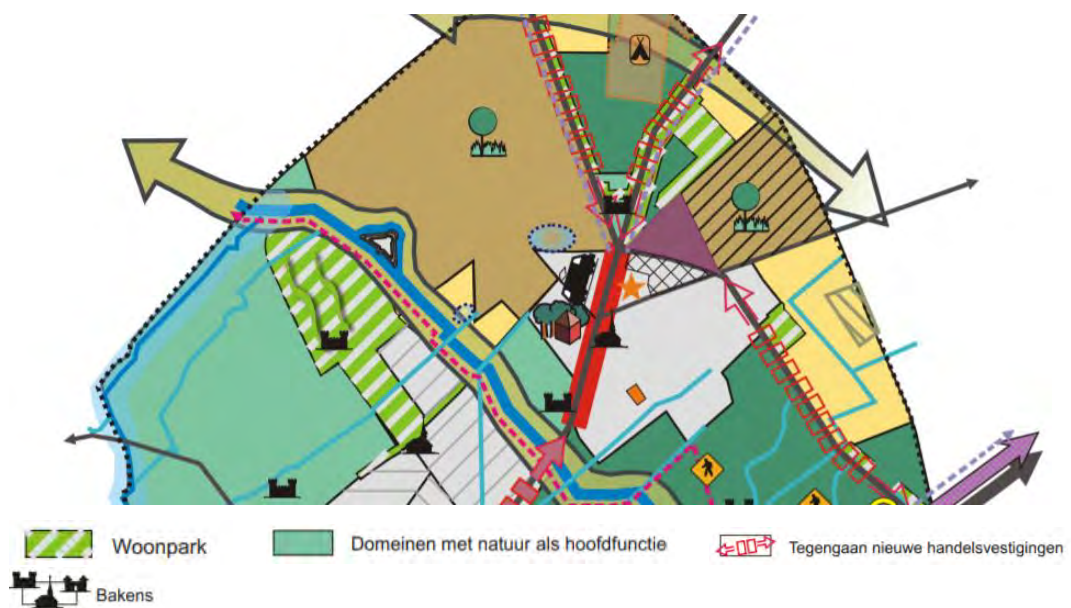 Woonpark
Domeinen met natuur als hoofdfunctie
Tegengaan nieuwe handelsvestigingen
Bakens